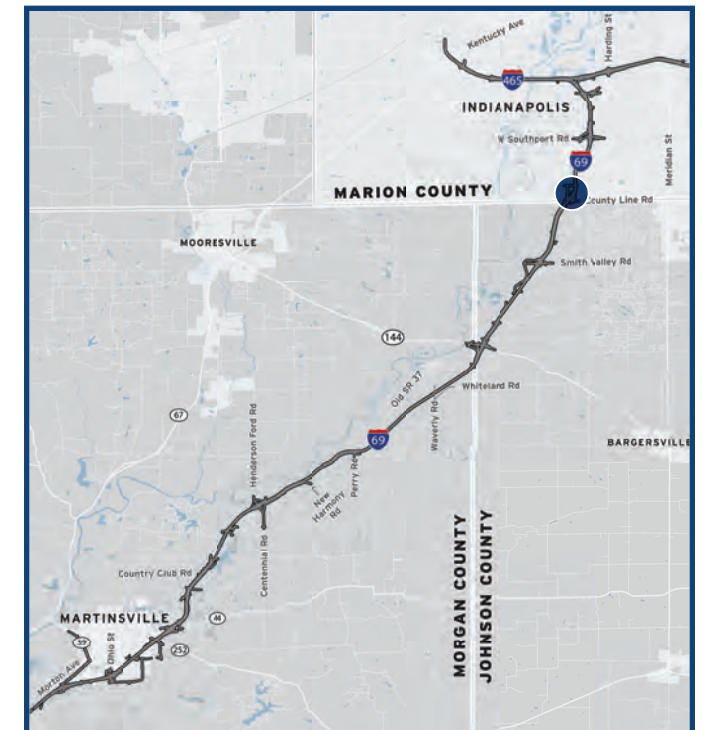 Kentucky Ave
Harding St
465
INDIANAPOLIS
W Southport Rd
69
Meridian St
MARION COUNTY
County Line Rd
MOORESVILLE
Smith Valley Rd
144
Old SR 37
Whiteland Rd
Waverly Rd
67
Henderson Ford Rd
69
BARGERSVILLE
Perry Rd
New
Harmony
Rd
Centennial Rd
MORGAN COUNTY
JOHNSON COUNTY
Country Club Rd
MARTINSVILLE
44
Ohio St
39
252
Morton Ave